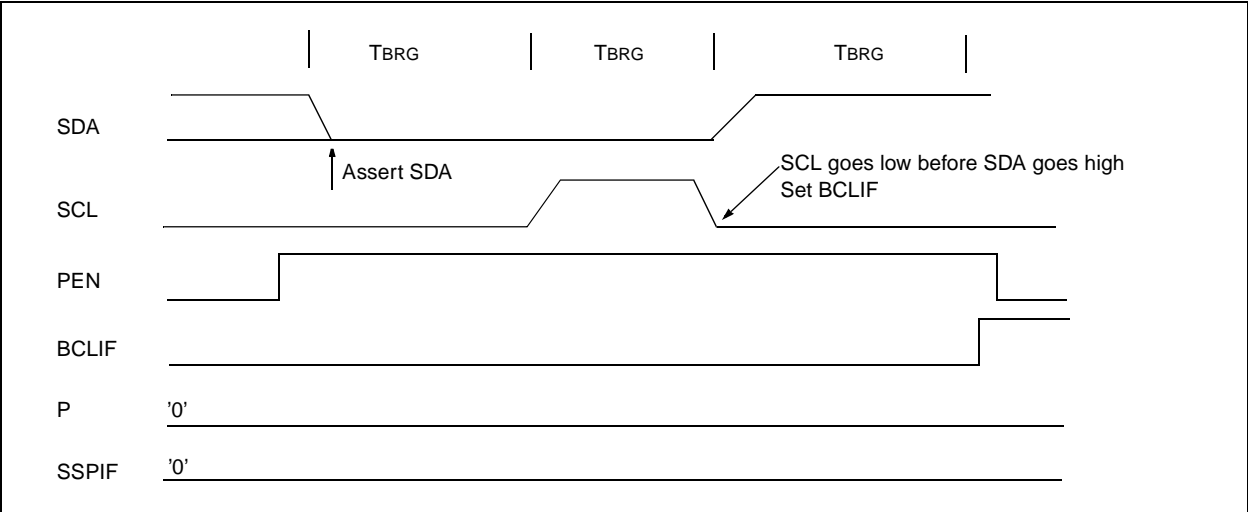 TBRG TBRG TBRG
SDA
Assert SDA
SCL goes low before SDA goes high
Set BCLIF
SCL
PEN
BCLIF
P '0'
SSPIF '0'